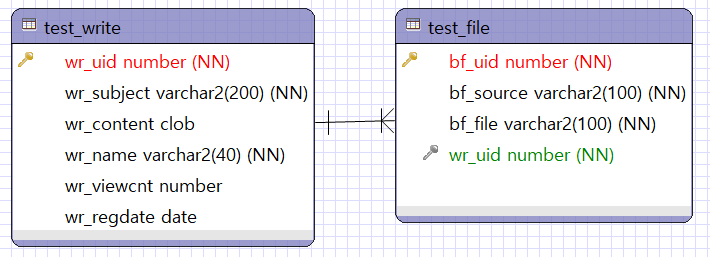 test_write
wr_uid number (NN)
wr_subject varchar2(200) (NN)
wr_content clob
wr_name varchar2(40) (NN)
wr_viewcnt number
wr_regdate date
test_file
bf_uid number (NN)
bf_source varchar2(100) (NN)
bf_file varchar2(100) (NN)
wr_uid number (NN)